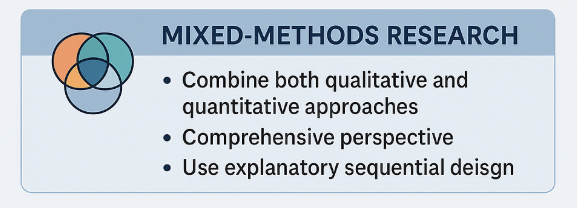 MIXED-METHODS RESEARCH
• Combine both qualitative and
quantitative approaches
• Comprehensive perspective
• Use explanatory sequential deisgn